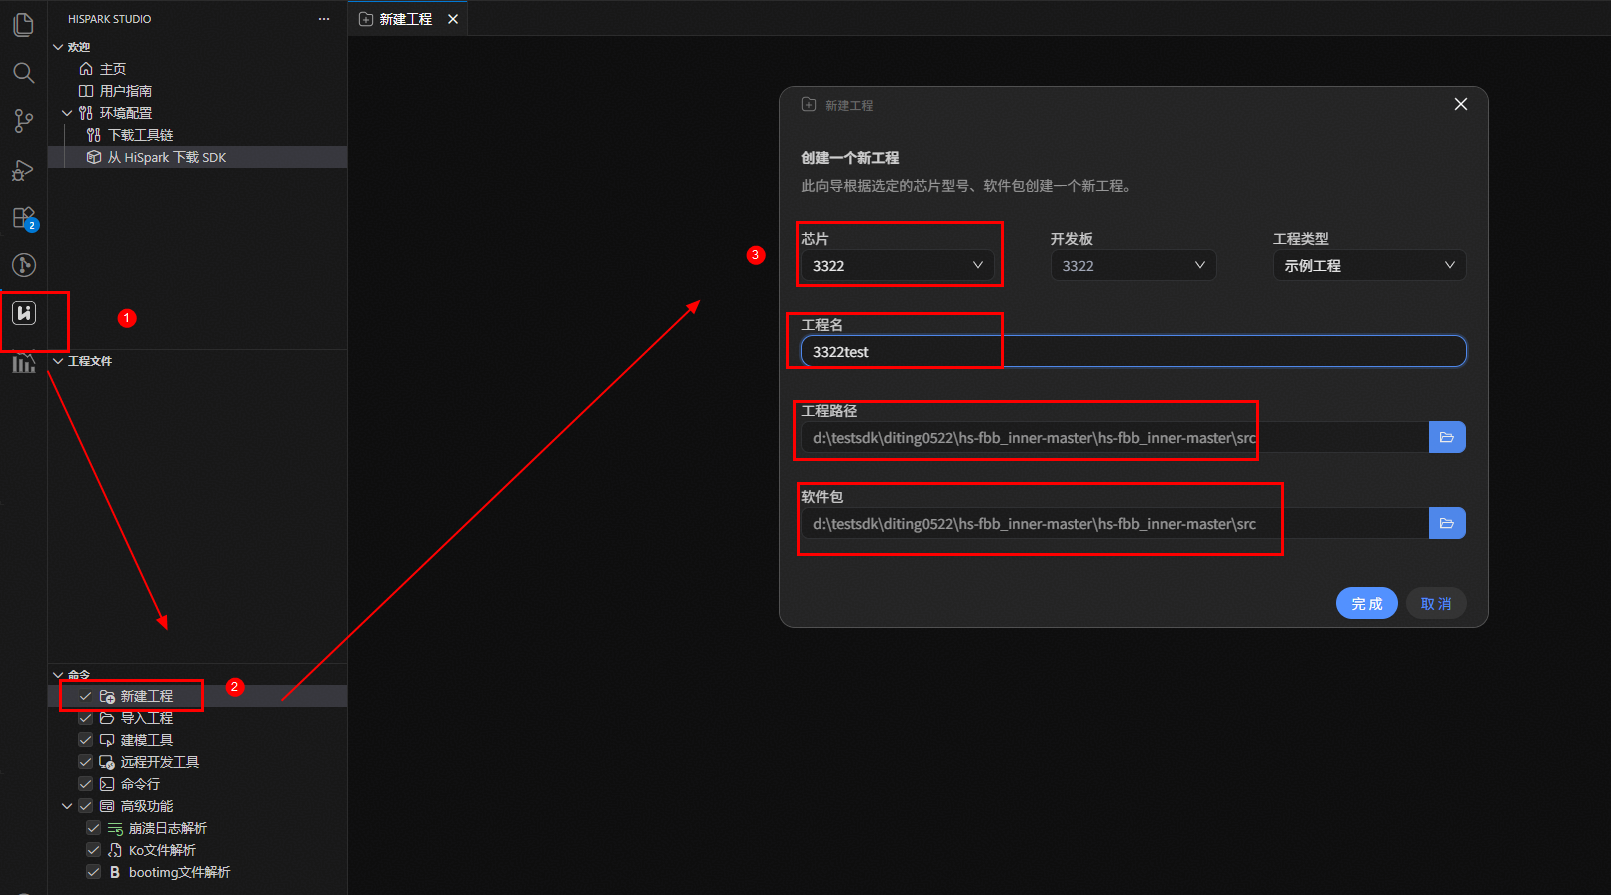 HISPARK STUDIO
欢迎
主页
用户指南
环境配置
下载工具链
从 HiSpark 下载 SDK
2
1
工程文件
命令
新建工程
2
导入工程
建模工具
远程开发工具
命令行
高级功能
崩溃日志解析
Ko文件解析
B bootimg文件解析
新建工程
新建工程
创建一个新工程
此向导根据选定的芯片型号、软件包创建一个新工程。
3
芯片 开发板 工程类型
3322 3322 示例工程
工程名
3322test
工程路径
d:\testsdk\diting0522\hs-fbb_inner-master\hs-fbb_inner-master\src
软件包
d:\testsdk\diting0522\hs-fbb_inner-master\hs-fbb_inner-master\src
完成 取消